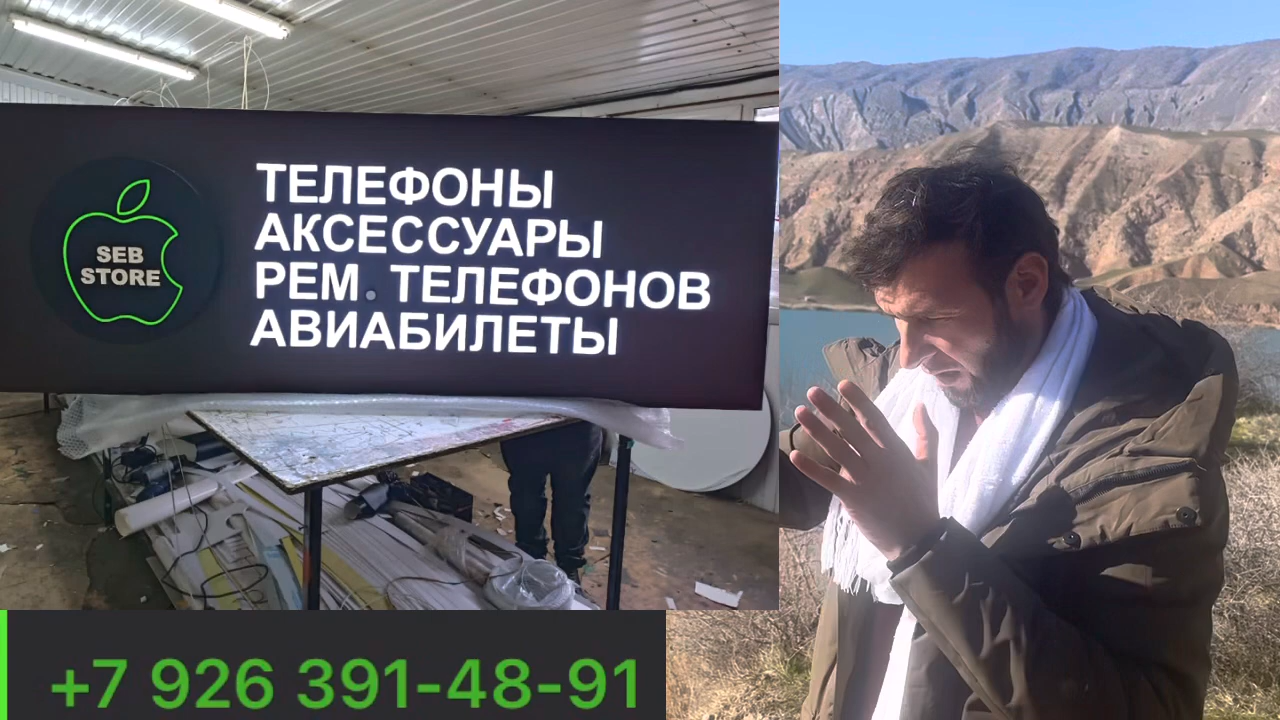 SEB
STORE
ТЕЛЕФОНЫ
АКСЕССУАРЫ
РЕМ. ТЕЛЕФОНОВ
АВИАБИЛЕТЫ
+7 926 391-48-91